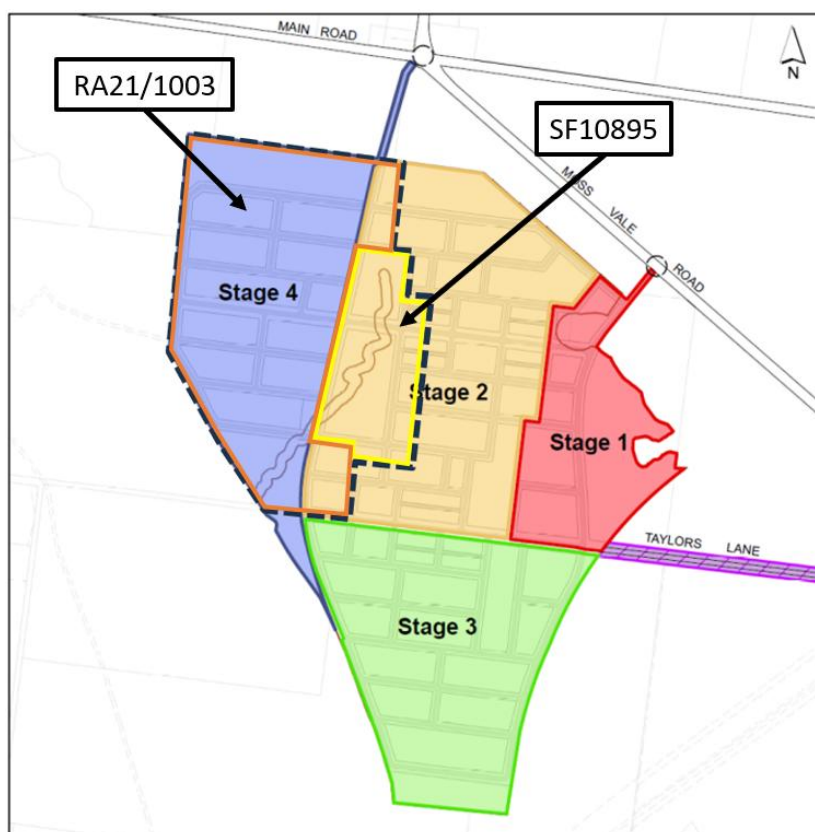 MAIN ROAD
N
RA21/1003
SF10895
MOSS VALE ROAD
Stage 4
Stage 2
Stage 1
TAYLORS LANE
Stage 3